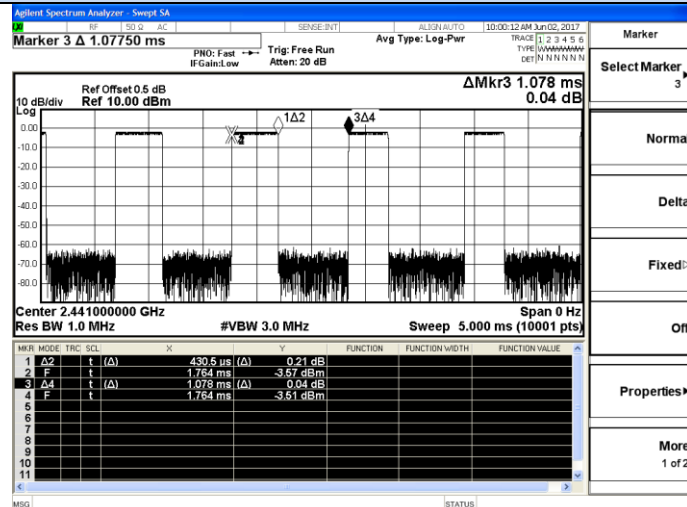 Agilent Spectrum Analyzer - Swept SA
RF 50 Ω AC SENSE:INT ALIGN AUTO 10:00:12 AM Jun 02, 2017
Marker 3 Δ 1.07750 ms
PNO: Fast
IFGain:Low
Trig: Free Run
Atten: 20 dB
Avg Type: Log-Pwr
TRACE 1 2 3 4 5 6
TYPE WWWWWW
DET N N N N N N
Ref Offset 0.5 dB
10 dB/div Ref 10.00 dBm
ΔMkr3 1.078 ms
0.04 dB
Log
1Δ2 3Δ4
0.00
-10.0
-20.0
-30.0
-40.0
-50.0
-60.0
-70.0
-80.0
Center 2.441000000 GHz Span 0 Hz
Res BW 1.0 MHz #VBW 3.0 MHz Sweep 5.000 ms (10001 pts)
MKR MODE TRC SCL X Y FUNCTION FUNCTION WIDTH FUNCTION VALUE
1 Δ2 t (Δ) 430.5 µs (Δ) 0.21 dB
2 F t 1.764 ms -3.57 dBm
3 Δ4 t (Δ) 1.078 ms (Δ) 0.04 dB
4 F t 1.764 ms -3.51 dBm
5
6
7
8
9
10
11
MSG STATUS
Marker
Select Marker
3
Norma
Delta
Fixed
Off
Properties
More
1 of 2